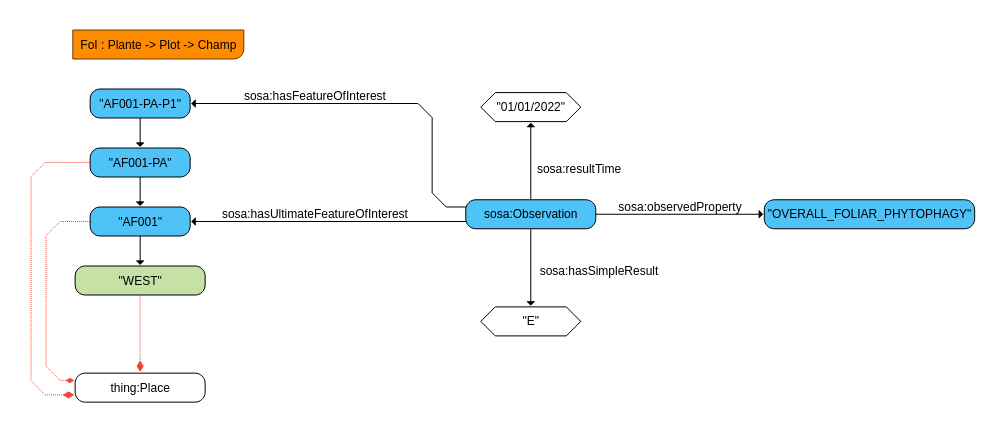 FoI : Plante -> Plot -> Champ
"AF001-PA-P1"
sosa:hasFeatureOfInterest
"01/01/2022"
"AF001-PA"
sosa:resultTime
"AF001"
sosa:hasUltimateFeatureOfInterest
sosa:Observation
sosa:observedProperty
"OVERALL_FOLIAR_PHYTOPHAGY"
"WEST"
sosa:hasSimpleResult
"E"
thing:Place